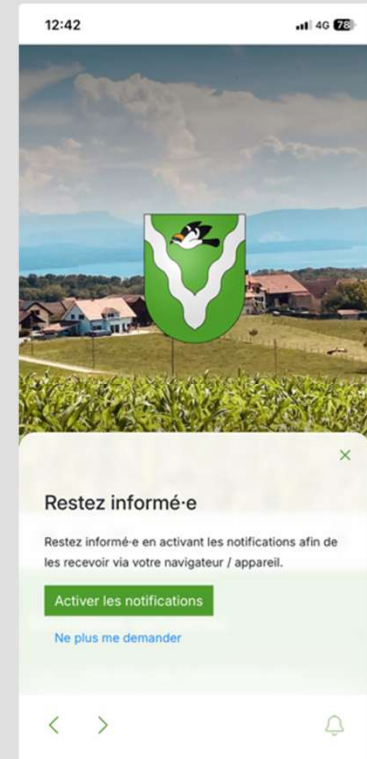 12:42
4G 78
Restez informé·e
Restez informé·e en activant les notifications afin de
les recevoir via votre navigateur / appareil.
Activer les notifications
Ne plus me demander